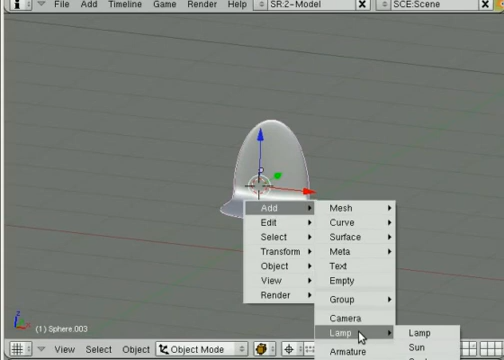 File Add Timeline Game Render Help SR:2-Model X SCE:Scene X
Add
Edit
Select
Transform
Object
View
Render
Mesh
Curve
Surface
Meta
Text
Empty
Group
Camera
Lamp
Armature
Lamp
Sun
z
(1) Sphere.003
View Select Object Object Mode